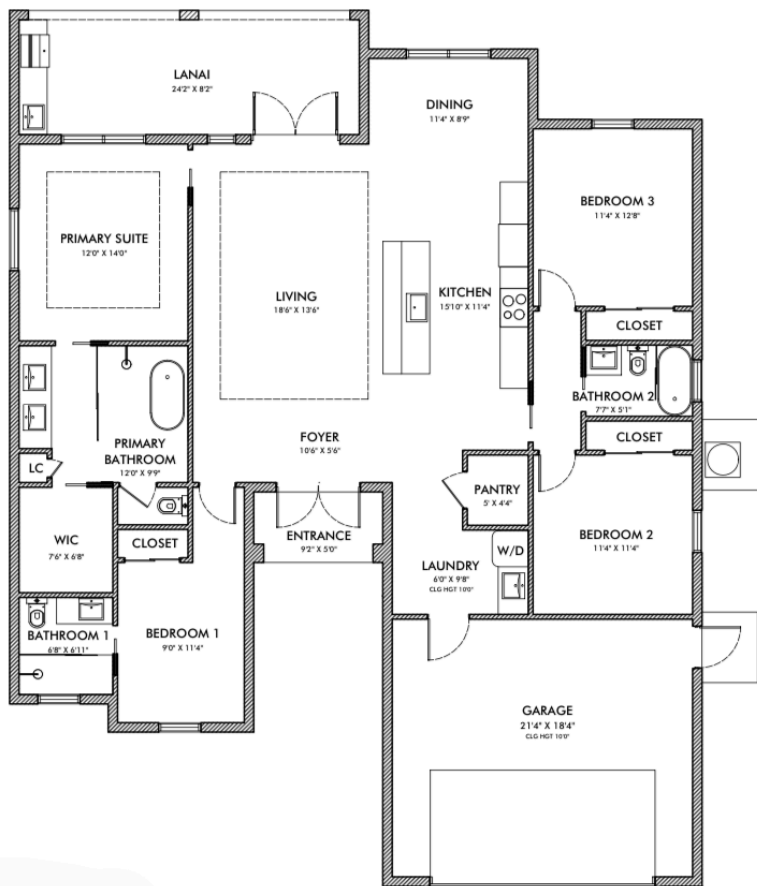 LANAI
24'2" X 8'2"
DINING
11'4" X 8'9"
BEDROOM 3
11'4" X 12'8"
PRIMARY SUITE
12'0" X 14'0"
LIVING
18'6" X 13'6"
KITCHEN
15'10" X 11'4"
CLOSET
BATHROOM 2
7'7" X 5'1"
CLOSET
FOYER
10'6" X 5'6"
PRIMARY
BATHROOM
12'0" X 9'9"
LC
PANTRY
5' X 4'4"
WIC
7'6" X 6'8"
CLOSET
ENTRANCE
9'2" X 5'0"
BEDROOM 2
11'4" X 11'4"
W/D
LAUNDRY
6'0" X 9'8"
CLG HGT 10'0"
BATHROOM 1
6'8" X 6'11"
BEDROOM 1
9'0" X 11'4"
GARAGE
21'4" X 18'4"
CLG HGT 10'0"